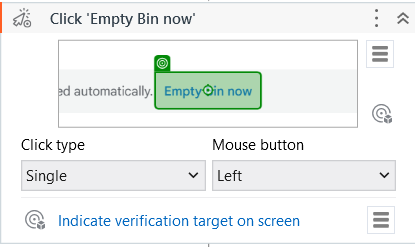 Click 'Empty Bin now'
ed automatically. Empty Bin now
Click type Mouse button
Single Left
Indicate verification target on screen